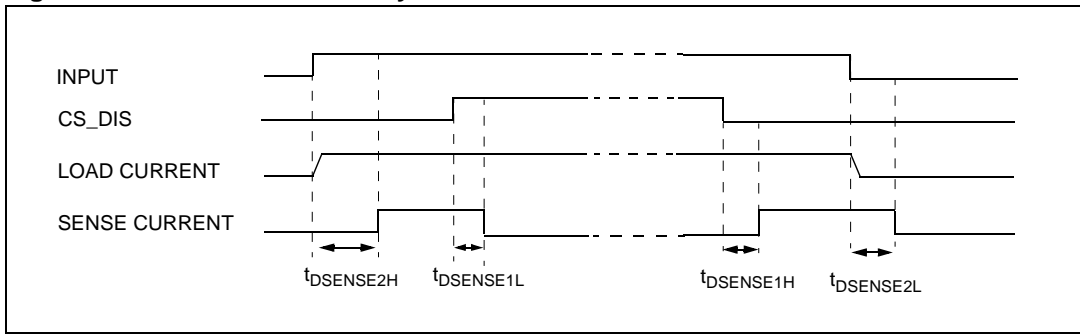 INPUT
CS_DIS
LOAD CURRENT
SENSE CURRENT
tDSENSE2H
tDSENSE1L
tDSENSE1H
tDSENSE2L